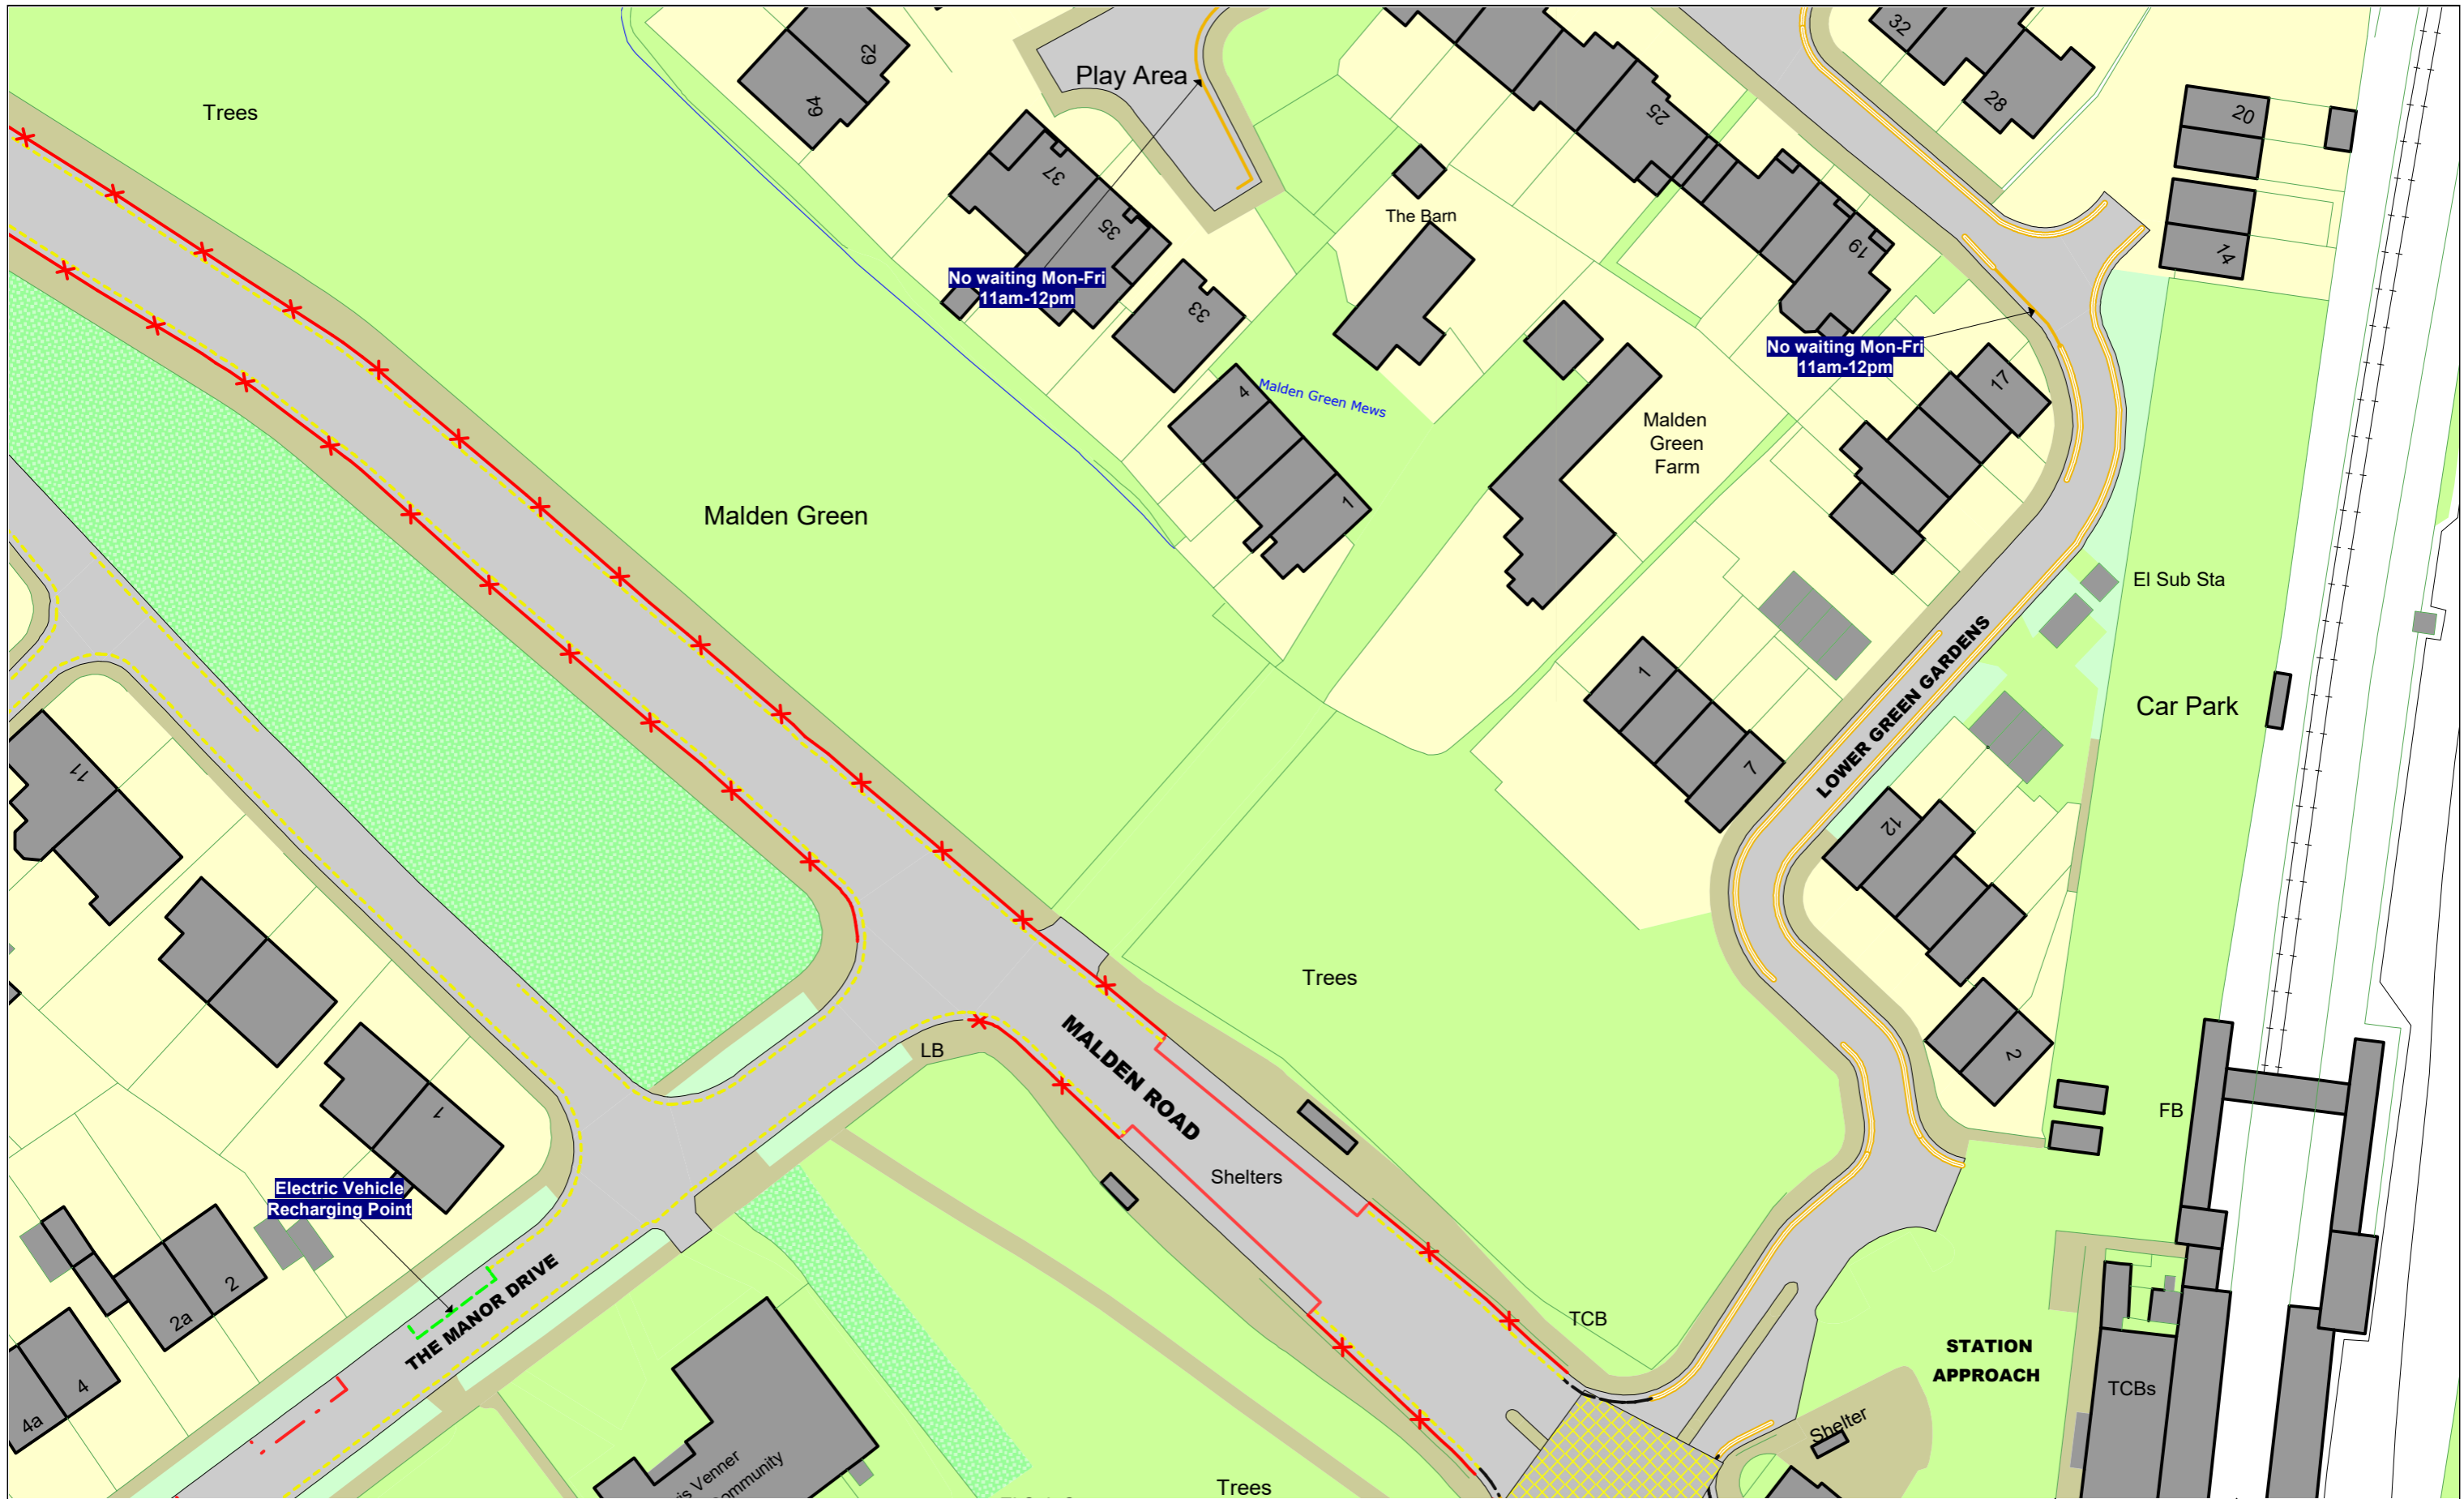 32
62
Play Area
28
64
20
25
Trees
37
The Barn
35
19
14
No waiting Mon-Fri
11am-12pm
33
No waiting Mon-Fri
11am-12pm
17
4
Malden Green Mews
Malden
Green
Farm
1
Malden Green
El Sub Sta
LOWER GREEN GARDENS
1
7
Car Park
11
12
Trees
MALDEN ROAD
LB
2
FB
1
Shelters
Electric Vehicle
Recharging Point
THE MANOR DRIVE
2
2a
TCB
STATION
APPROACH
4
4a
TCBs
Shelter
is Venner
ommunity
Trees